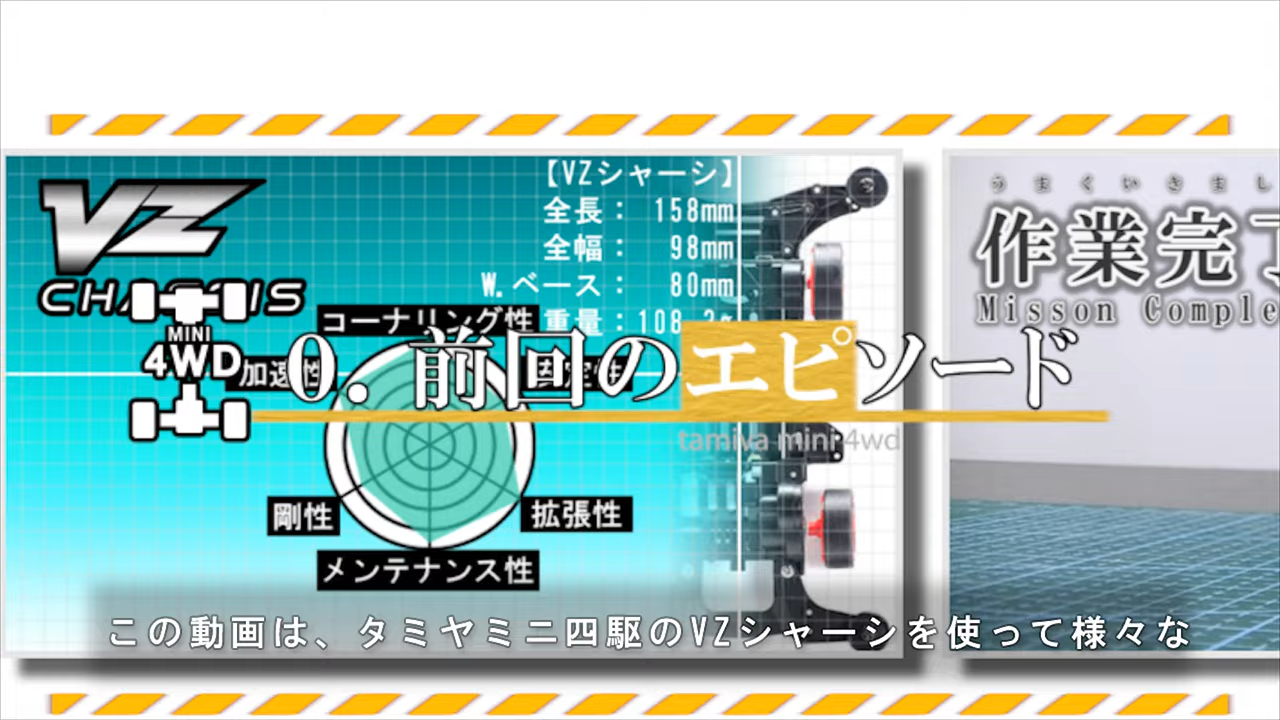 VZ
CHASSIS
【VZシャーシ】
全長： 158mm
全幅： 98mm
W.ベース： 80mm
重量：108.2g
コーナリング性
加速性
剛性
拡張性
メンテナンス性
MINI
4WD
0. 前回のエピソード
tamiya mini 4wd
うまくいきまし
作業完了
Misson Comple
この動画は、タミヤミニ四駆のVZシャーシを使って様々な